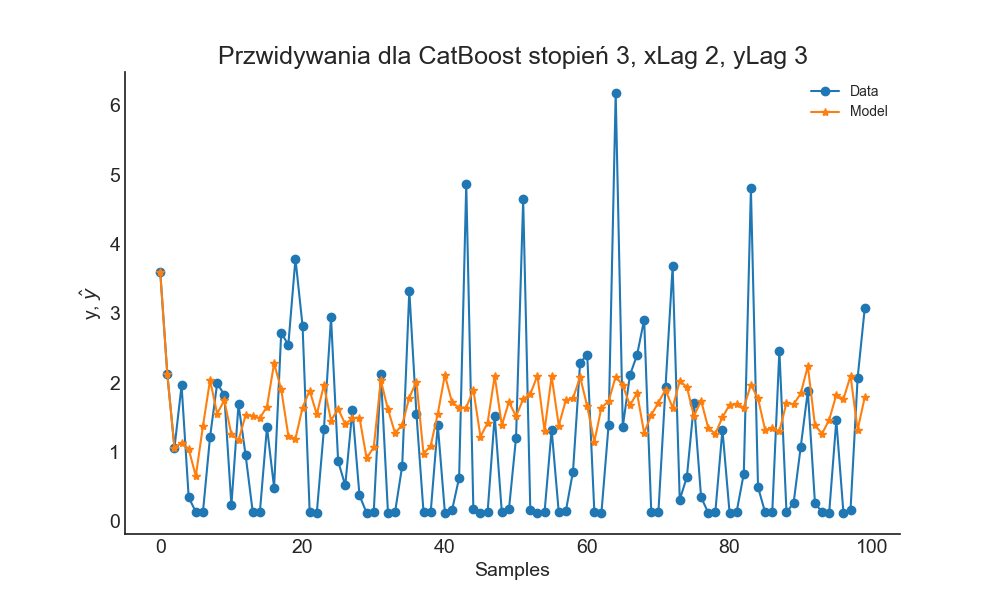 Przwidywania dla CatBoost stopień 3, xLag 2, yLag 3
Data
Model
6
5
4
3
2
1
0
y, ŷ
0 20 40 60 80 100
Samples